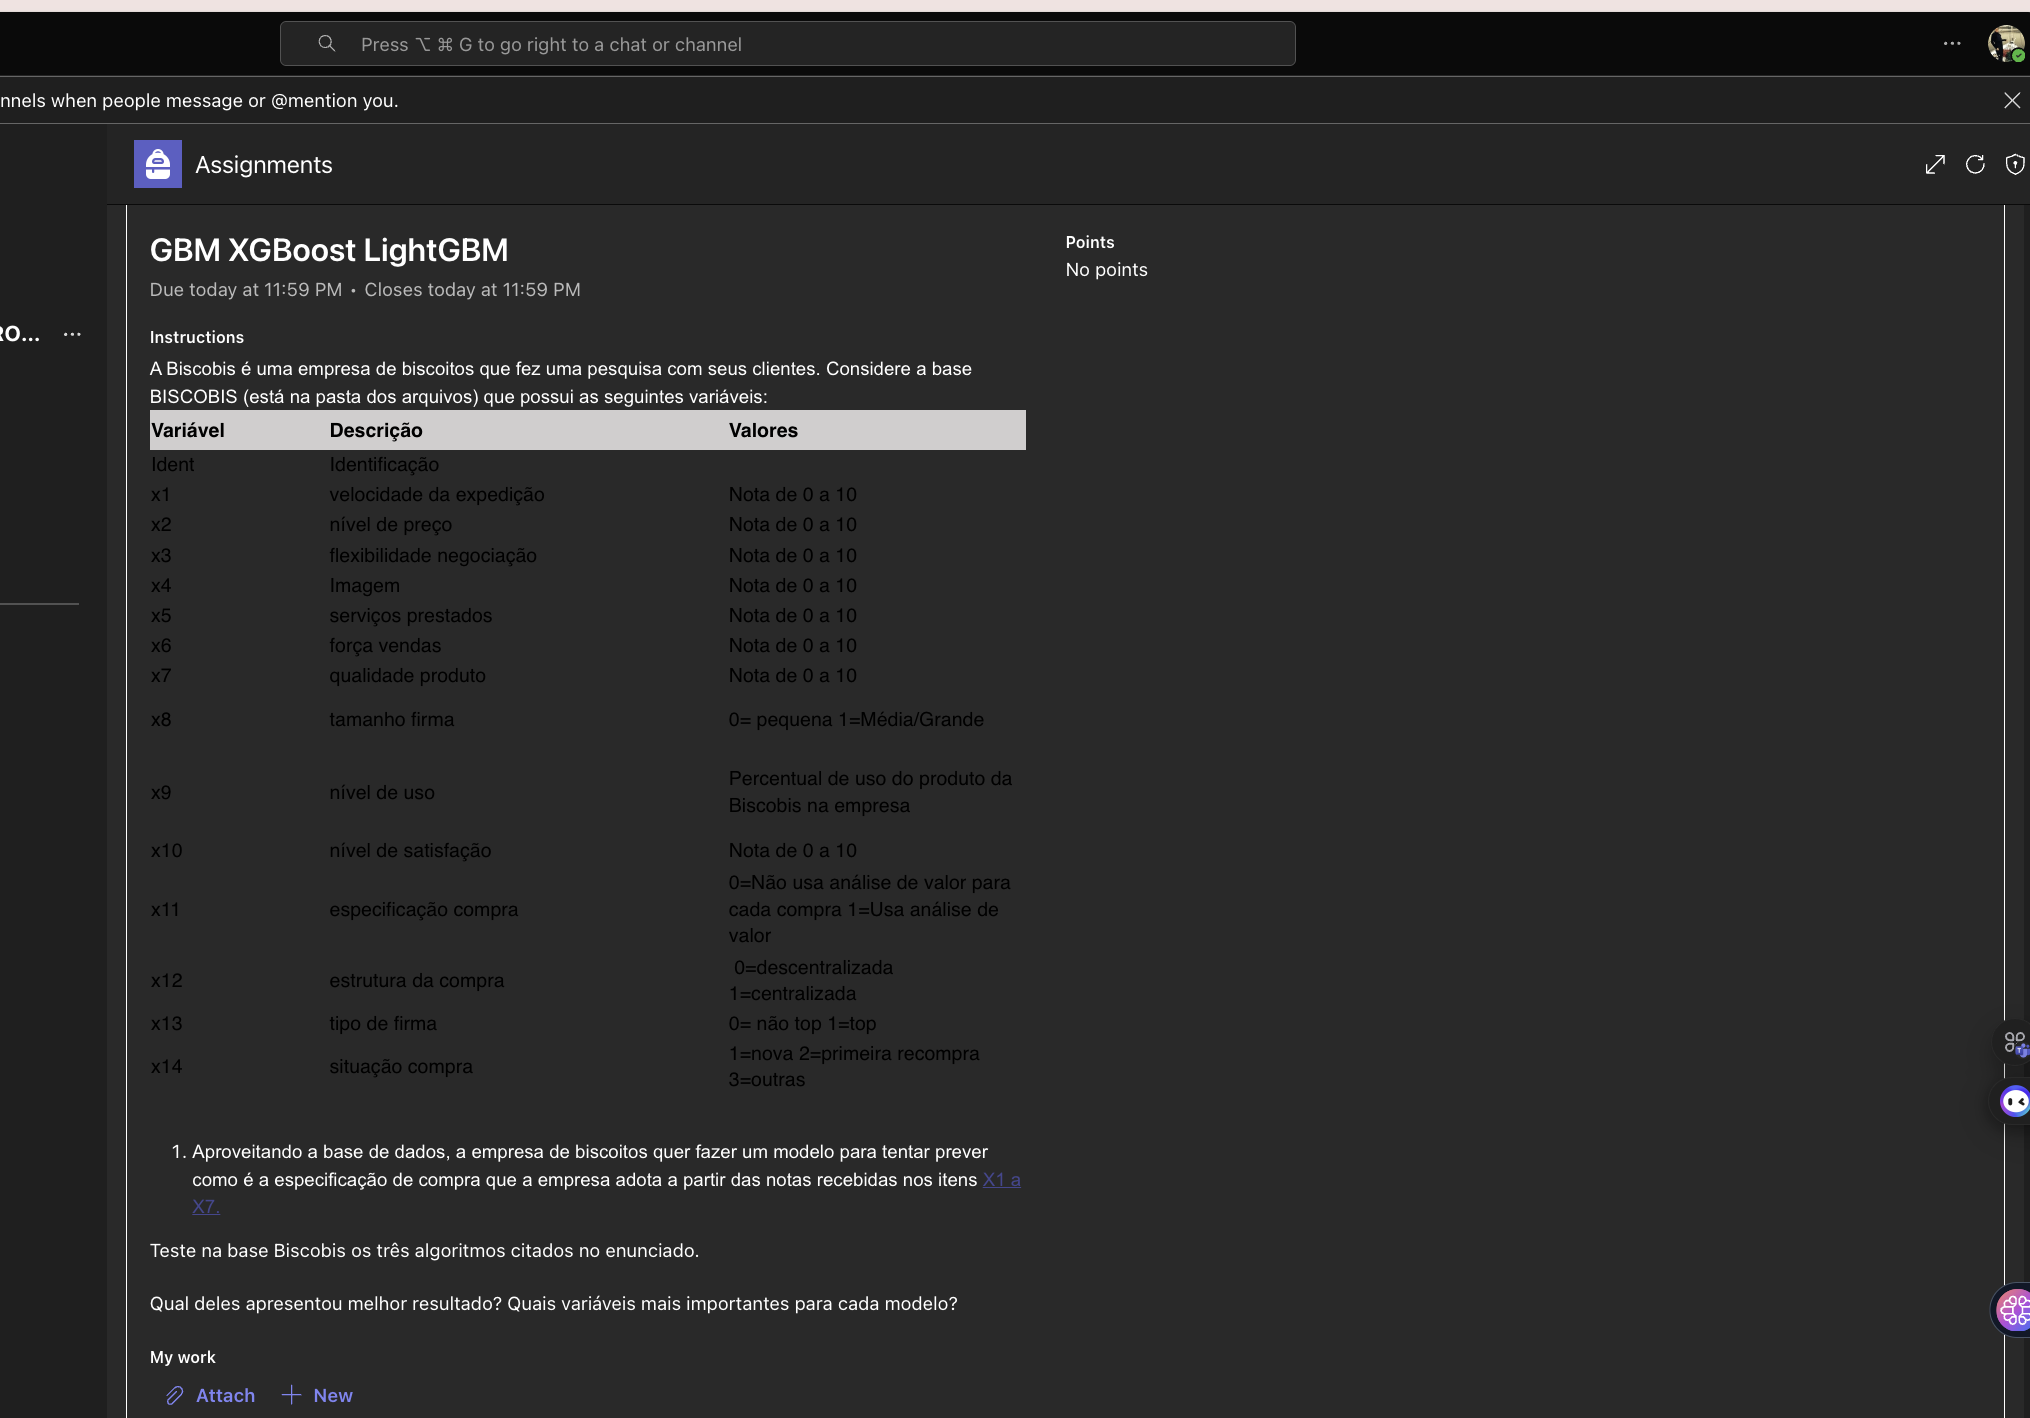 Press ⌥ ⌘ G to go right to a chat or channel
nnels when people message or @mention you.
Assignments
RO...
GBM XGBoost LightGBM
Due today at 11:59 PM • Closes today at 11:59 PM
Points
No points
Instructions
A Biscobis é uma empresa de biscoitos que fez uma pesquisa com seus clientes. Considere a base
BISCOBIS (está na pasta dos arquivos) que possui as seguintes variáveis:
Variável Descrição Valores
Ident Identificação
x1 velocidade da expedição Nota de 0 a 10
x2 nível de preço Nota de 0 a 10
x3 flexibilidade negociação Nota de 0 a 10
x4 Imagem Nota de 0 a 10
x5 serviços prestados Nota de 0 a 10
x6 força vendas Nota de 0 a 10
x7 qualidade produto Nota de 0 a 10
x8 tamanho firma 0= pequena 1=Média/Grande
x9 nível de uso Percentual de uso do produto da
Biscobis na empresa
x10 nível de satisfação Nota de 0 a 10
x11 especificação compra 0=Não usa análise de valor para
cada compra 1=Usa análise de
valor
x12 estrutura da compra 0=descentralizada
1=centralizada
x13 tipo de firma 0= não top 1=top
x14 situação compra 1=nova 2=primeira recompra
3=outras
1. Aproveitando a base de dados, a empresa de biscoitos quer fazer um modelo para tentar prever
como é a especificação de compra que a empresa adota a partir das notas recebidas nos itens X1 a
X7.
Teste na base Biscobis os três algoritmos citados no enunciado.
Qual deles apresentou melhor resultado? Quais variáveis mais importantes para cada modelo?
My work
Attach
New